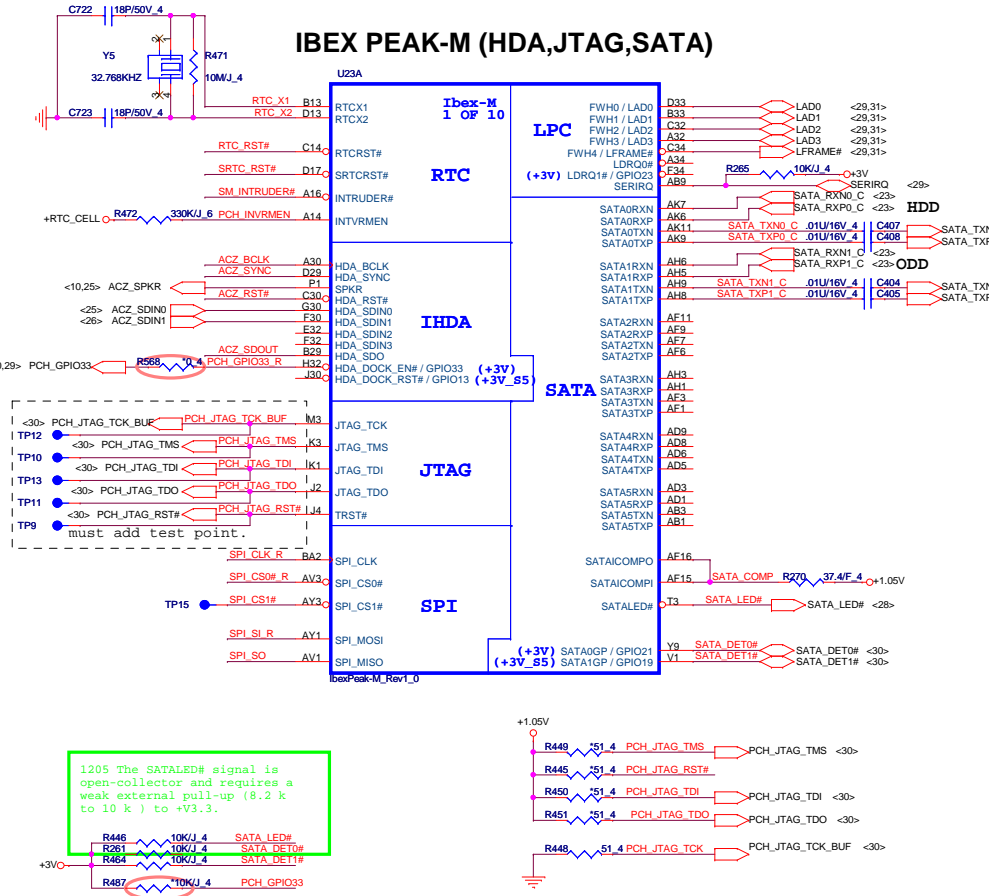 IBEX PEAK-M (HDA,JTAG,SATA)
C722 18P/50V_4
Y5
32.768KHZ
R471
10M/J_4
C723 18P/50V_4
U23A
Ibex-M
1 OF 10
RTC_X1 B13 RTCX1
RTC_X2 D13 RTCX2
RTC_RST# C14 RTCRST#
SRTC_RST# D17 SRTCRST#
SM_INTRUDER# A16 INTRUDER#
+RTC_CELL R472 330K/J_6 PCH_INVRMEN A14 INTVRMEN
RTC
ACZ_BCLK A30 HDA_BCLK
ACZ_SYNC D29 HDA_SYNC
<10,25> ACZ_SPKR P1 SPKR
ACZ_RST# C30 HDA_RST#
<25> ACZ_SDIN0 G30 HDA_SDIN0
<26> ACZ_SDIN1 F30 HDA_SDIN1
E32 HDA_SDIN2
F32 HDA_SDIN3
ACZ_SDOUT B29 HDA_SDO
,29> PCH_GPIO33 R568 *0_4 PCH_GPIO33_R H32 HDA_DOCK_EN# / GPIO33 (+3V)
J30 HDA_DOCK_RST# / GPIO13 (+3V_S5)
IHDA
<30> PCH_JTAG_TCK_BUF PCH_JTAG_TCK_BUF M3 JTAG_TCK
TP12
<30> PCH_JTAG_TMS PCH_JTAG_TMS K3 JTAG_TMS
TP10
<30> PCH_JTAG_TDI PCH_JTAG_TDI K1 JTAG_TDI
TP13
<30> PCH_JTAG_TDO PCH_JTAG_TDO J2 JTAG_TDO
TP11
<30> PCH_JTAG_RST# PCH_JTAG_RST# J4 TRST#
TP9
must add test point.
JTAG
SPI_CLK_R BA2 SPI_CLK
SPI_CS0#_R AV3 SPI_CS0#
TP15 SPI_CS1# AY3 SPI_CS1#
SPI_SI_R AY1 SPI_MOSI
SPI_SO AV1 SPI_MISO
SPI
IbexPeak-M_Rev1_0
LPC
FWH0 / LAD0 D33 LAD0 <29,31>
FWH1 / LAD1 B33 LAD1 <29,31>
FWH2 / LAD2 C32 LAD2 <29,31>
FWH3 / LAD3 A32 LAD3 <29,31>
FWH4 / LFRAME# C34 LFRAME# <29,31>
LDRQ0# A34
(+3V) LDRQ1# / GPIO23 F34
R265 10K/J_4 +3V
SERIRQ AB9 SERIRQ <29>
SATA0RXN AK7 SATA_RXN0_C <23>
SATA0RXP AK6 SATA_RXP0_C <23>
HDD
SATA0TXN AK11 SATA_TXN0_C .01U/16V_4 C407 SATA_TXN
SATA0TXP AK9 SATA_TXP0_C .01U/16V_4 C408 SATA_TXP
SATA1RXN AH6 SATA_RXN1_C <23>
SATA1RXP AH5 SATA_RXP1_C <23>
ODD
SATA1TXN AH9 SATA_TXN1_C .01U/16V_4 C404 SATA_TXN
SATA1TXP AH8 SATA_TXP1_C .01U/16V_4 C405 SATA_TXP
SATA2RXN AF11
SATA2RXP AF9
SATA2TXN AF7
SATA2TXP AF6
SATA
SATA3RXN AH3
SATA3RXP AH1
SATA3TXN AF3
SATA3TXP AF1
SATA4RXN AD9
SATA4RXP AD8
SATA4TXN AD6
SATA4TXP AD5
SATA5RXN AD3
SATA5RXP AD1
SATA5TXN AB3
SATA5TXP AB1
SATAICOMPO AF16
SATAICOMPI AF15 SATA_COMP R270 37.4/F_4 +1.05V
SATALED# T3 SATA_LED# SATA_LED# <28>
(+3V) SATA0GP / GPIO21 Y9 SATA_DET0# SATA_DET0# <30>
(+3V_S5) SATA1GP / GPIO19 V1 SATA_DET1# SATA_DET1# <30>
1205 The SATALED# signal is
open-collector and requires a
weak external pull-up (8.2 k
to 10 k ) to +V3.3.
R446 10K/J_4 SATA_LED#
R261 10K/J_4 SATA_DET0#
+3V R464 10K/J_4 SATA_DET1#
R487 *10K/J_4 PCH_GPIO33
+1.05V
R449 *51_4 PCH_JTAG_TMS PCH_JTAG_TMS <30>
R445 *51_4 PCH_JTAG_RST#
R450 *51_4 PCH_JTAG_TDI PCH_JTAG_TDI <30>
R451 *51_4 PCH_JTAG_TDO PCH_JTAG_TDO <30>
R448 51_4 PCH_JTAG_TCK PCH_JTAG_TCK_BUF <30>